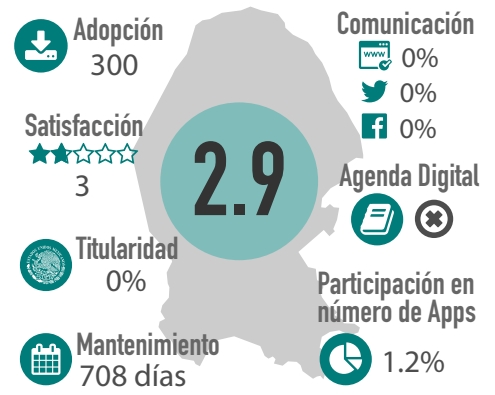 Adopción
300
Satisfacción
3
Titularidad
0%
Mantenimiento
708 días
2.9
Comunicación
www
0%
0%
0%
Agenda Digital
Participación en
número de Apps
1.2%